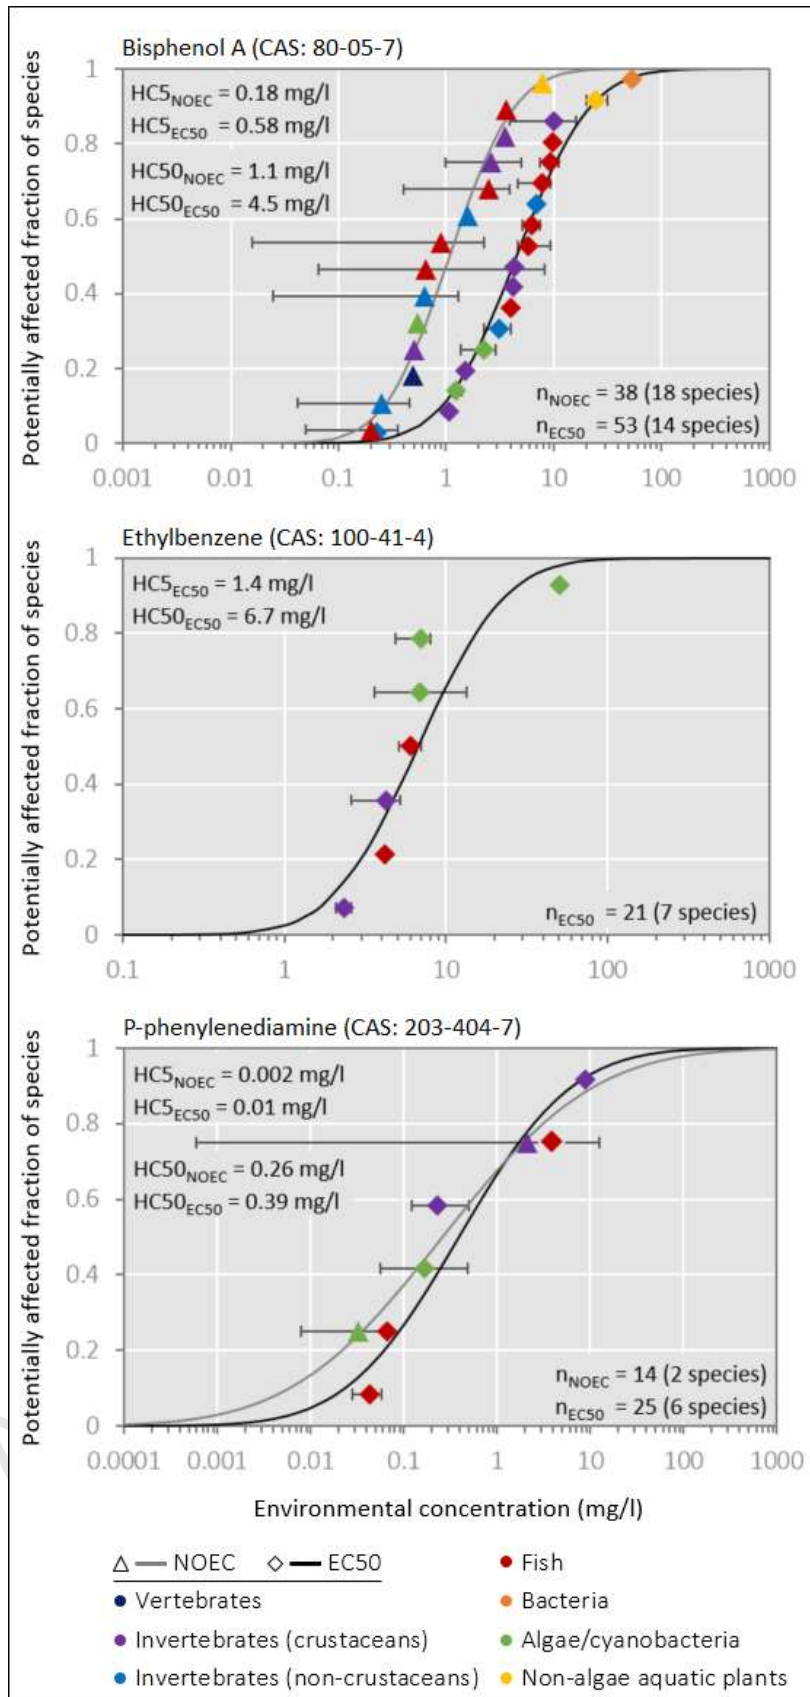 Bisphenol A (CAS: 80-05-7)
Potentially affected fraction of species
1
0.8
0.6
0.4
0.2
0
HC5NOEC = 0.18 mg/l
HC5EC50 = 0.58 mg/l
HC50NOEC = 1.1 mg/l
HC50EC50 = 4.5 mg/l
nNOEC = 38 (18 species)
nEC50 = 53 (14 species)
0.001 0.01 0.1 1 10 100 1000
Ethylbenzene (CAS: 100-41-4)
Potentially affected fraction of species
1
0.8
0.6
0.4
0.2
0
HC5EC50 = 1.4 mg/l
HC50EC50 = 6.7 mg/l
nEC50 = 21 (7 species)
0.1 1 10 100 1000
P-phenylenediamine (CAS: 203-404-7)
Potentially affected fraction of species
1
0.8
0.6
0.4
0.2
0
HC5NOEC = 0.002 mg/l
HC5EC50 = 0.01 mg/l
HC50NOEC = 0.26 mg/l
HC50EC50 = 0.39 mg/l
nNOEC = 14 (2 species)
nEC50 = 25 (6 species)
0.0001 0.001 0.01 0.1 1 10 100 1000
Environmental concentration (mg/l)
NOEC EC50 Fish
Vertebrates Bacteria
Invertebrates (crustaceans) Algae/cyanobacteria
Invertebrates (non-crustaceans) Non-algae aquatic plants